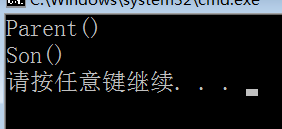 C:\Windows\system32\cmd.exe
Parent()
Son()
请按任意键继续. . .